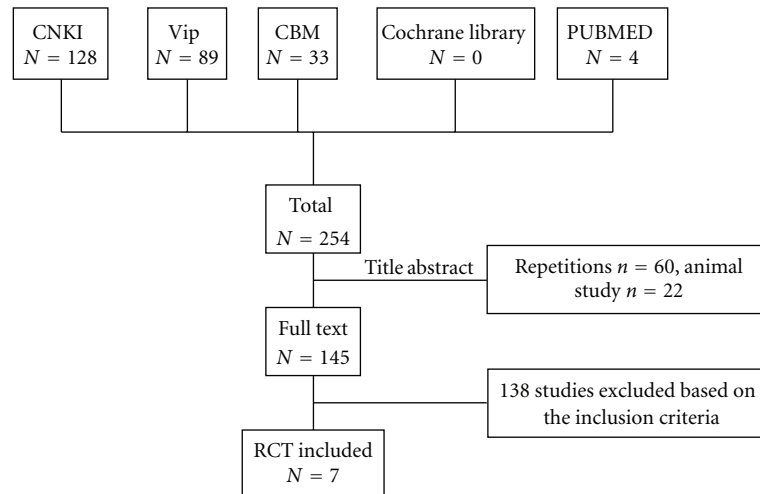 CNKI
N = 128
Vip
N = 89
CBM
N = 33
Cochrane library
N = 0
PUBMED
N = 4
Total
N = 254
Title abstract
Repetitions n = 60, animal
study n = 22
Full text
N = 145
138 studies excluded based on
the inclusion criteria
RCT included
N = 7